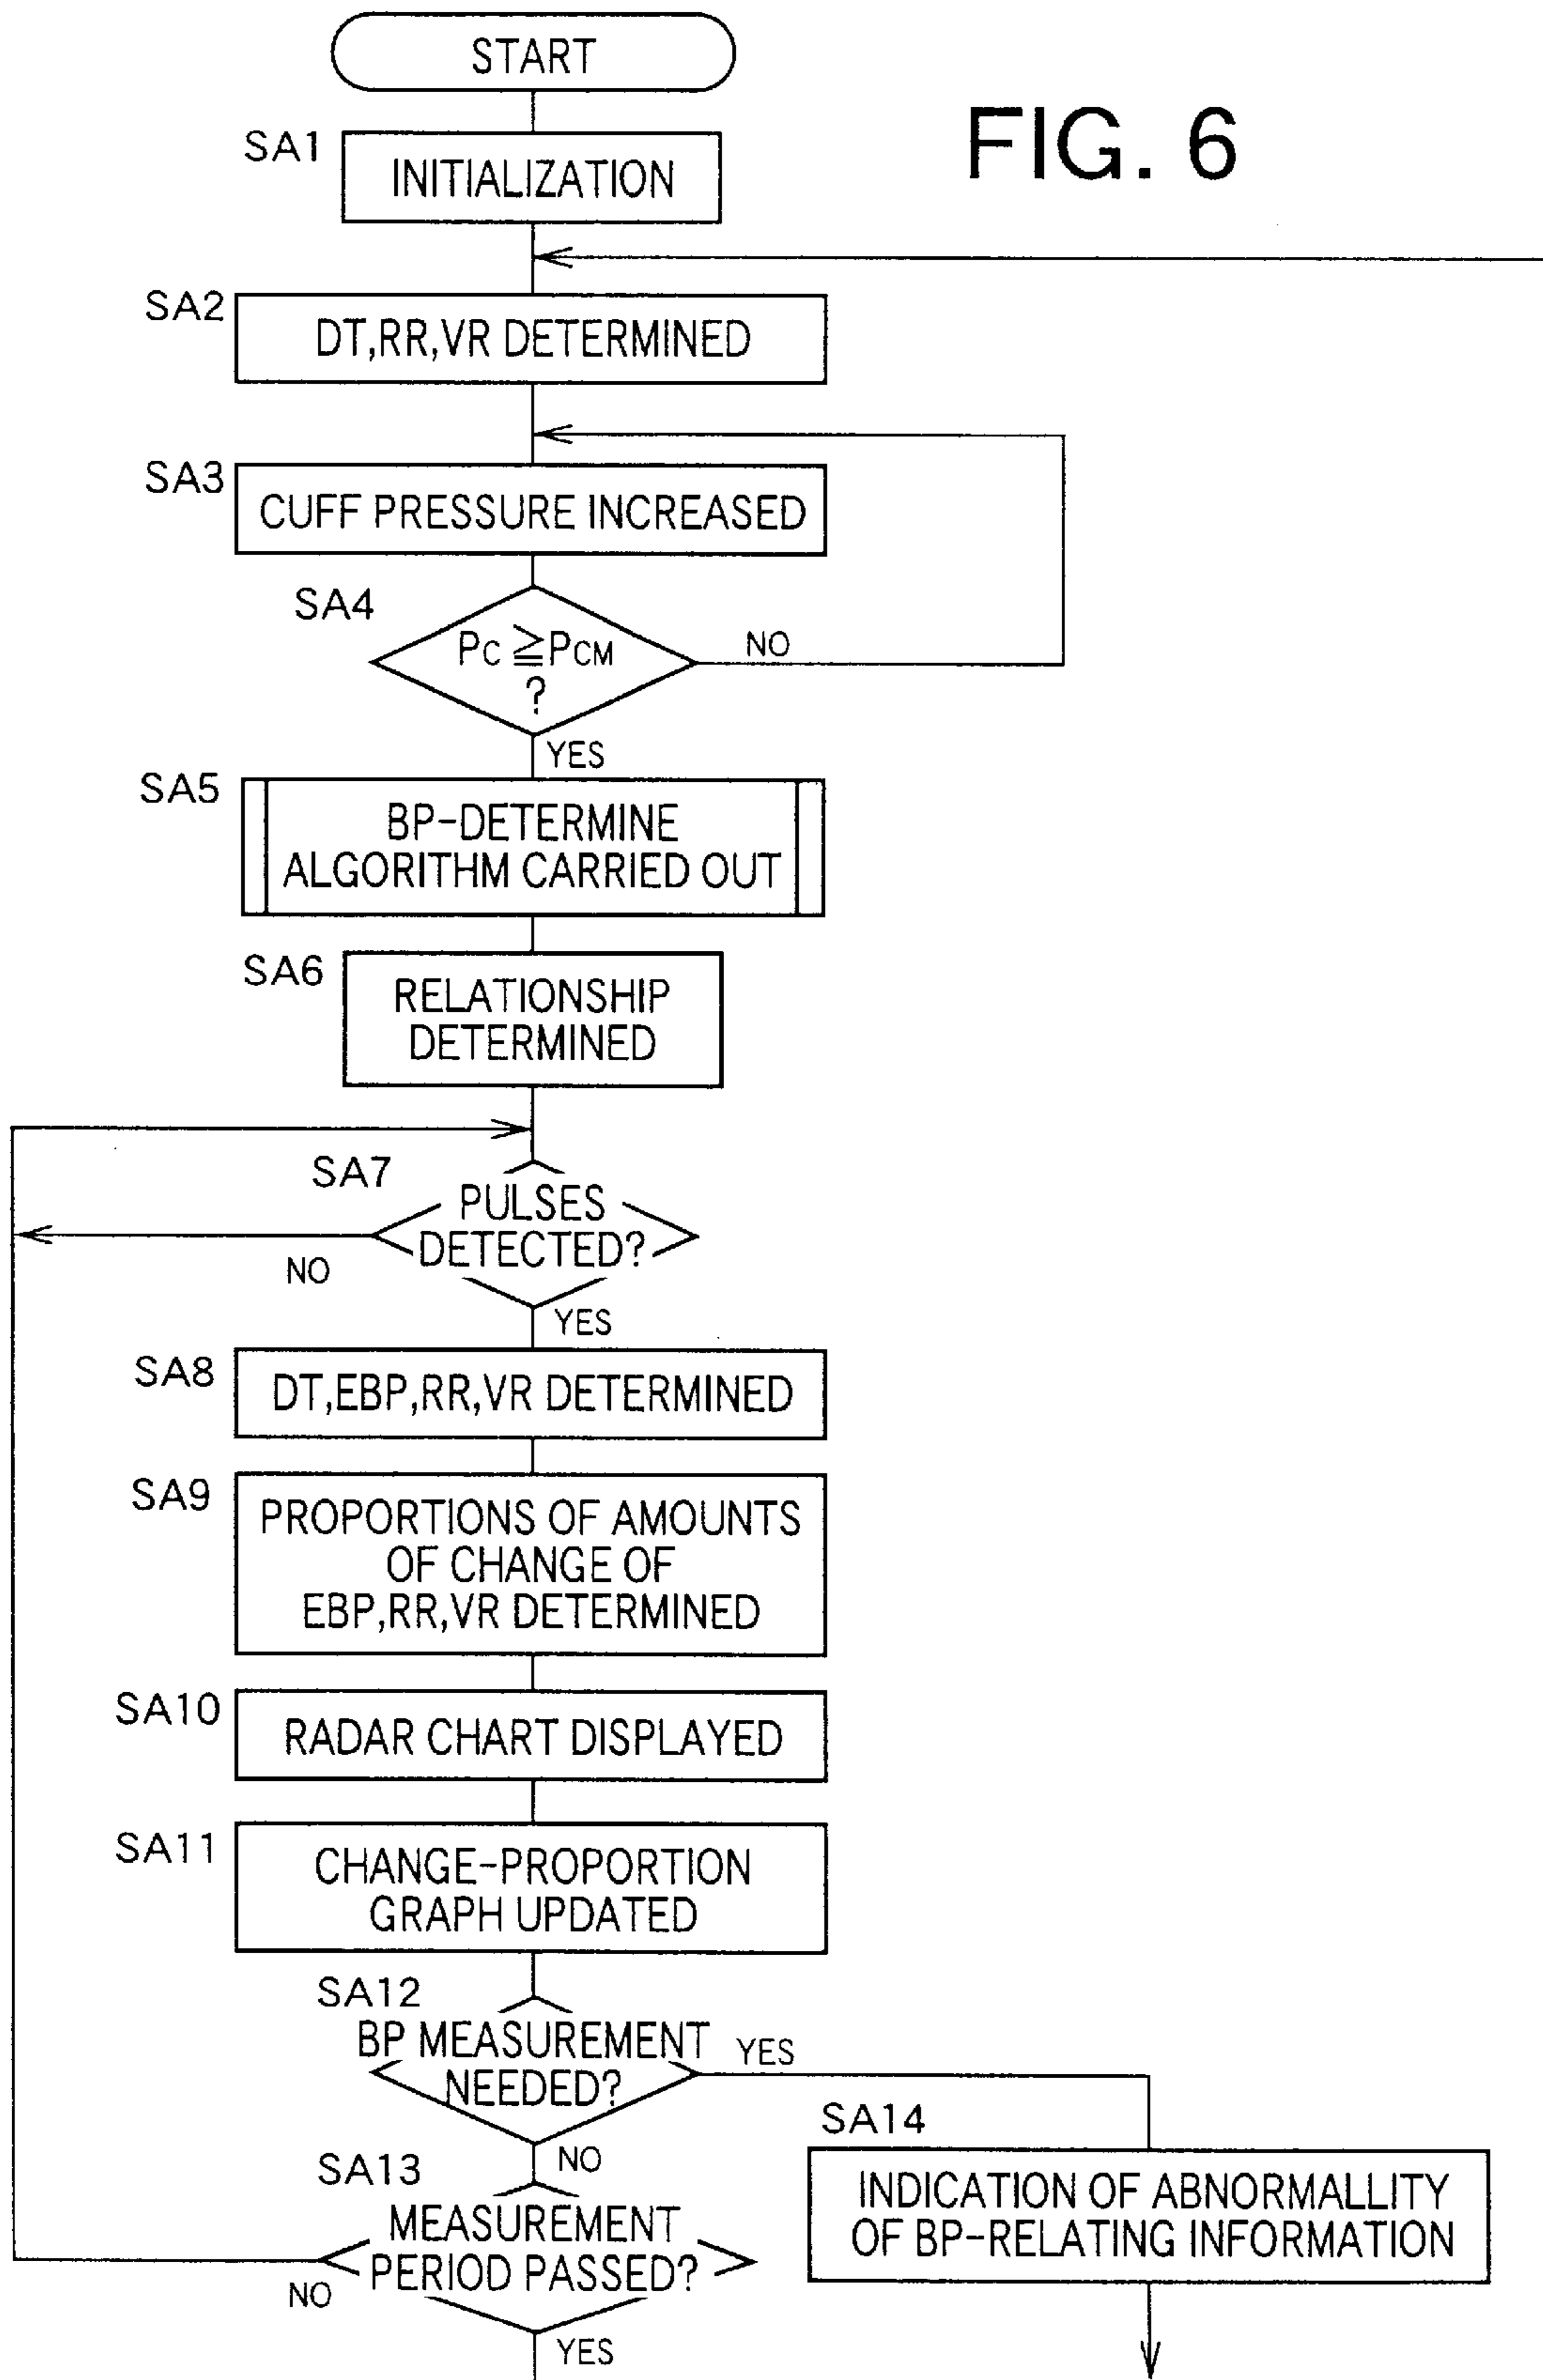 START
FIG. 6
SA1
INITIALIZATION
SA2
DT,RR,VR DETERMINED
SA3
CUFF PRESSURE INCREASED
SA4
PC ≧PCM
?
NO
YES
SA5
BP-DETERMINE
ALGORITHM CARRIED OUT
SA6
RELATIONSHIP
DETERMINED
SA7
PULSES
DETECTED?
NO
YES
SA8
DT,EBP,RR,VR DETERMINED
SA9
PROPORTIONS OF AMOUNTS
OF CHANGE OF
EBP,RR,VR DETERMINED
SA10
RADAR CHART DISPLAYED
SA11
CHANGE-PROPORTION
GRAPH UPDATED
SA12
BP MEASUREMENT
NEEDED?
YES
NO
SA13
MEASUREMENT
PERIOD PASSED?
NO
YES
SA14
INDICATION OF ABNORMALLITY
OF BP-RELATING INFORMATION